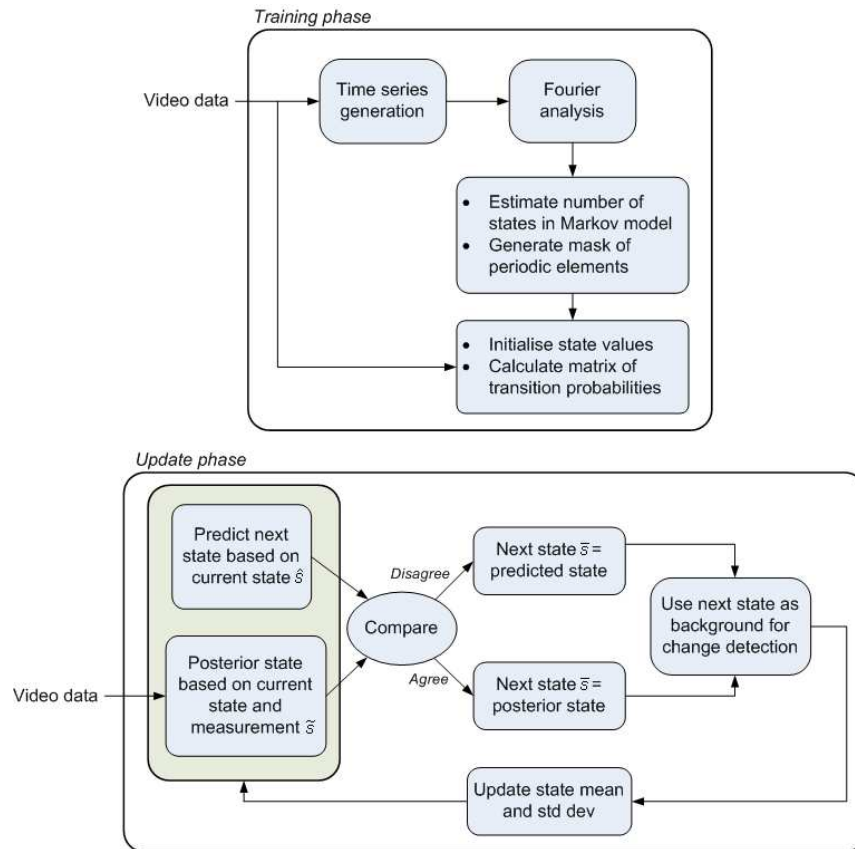 Training phase
Video data
Time series
generation
Fourier
analysis
• Estimate number of
states in Markov model
• Generate mask of
periodic elements
• Initialise state values
• Calculate matrix of
transition probabilities
Update phase
Predict next
state based on
current state ŝ
Disagree
Next state s̅ =
predicted state
Compare
Use next state as
background for
change detection
Video data
Posterior state
based on current
state and
measurement s̃
Agree
Next state s̅ =
posterior state
Update state mean
and std dev